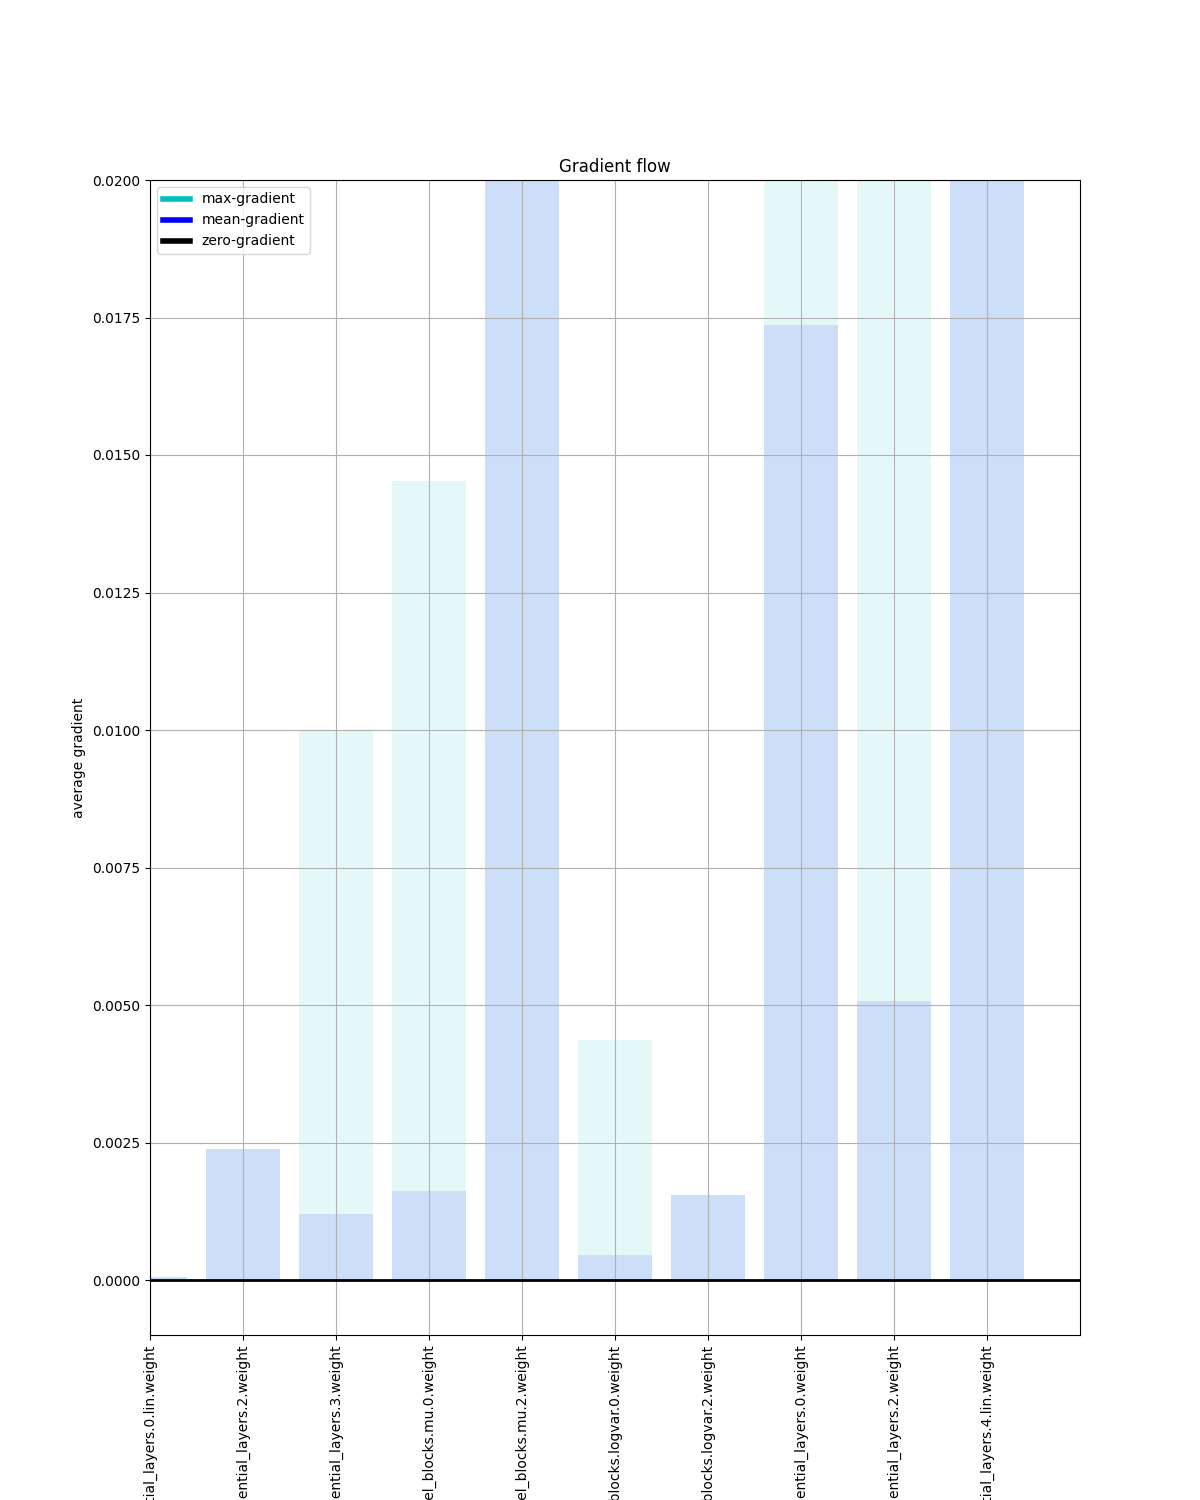 Gradient flow
max-gradient
mean-gradient
zero-gradient
0.0200
0.0175
0.0150
0.0125
0.0100
0.0075
0.0050
0.0025
0.0000
average gradient
tial_layers.0.lin.weight
ential_layers.2.weight
ential_layers.3.weight
el_blocks.mu.0.weight
el_blocks.mu.2.weight
blocks.logvar.0.weight
blocks.logvar.2.weight
ential_layers.0.weight
ential_layers.2.weight
tial_layers.4.lin.weight